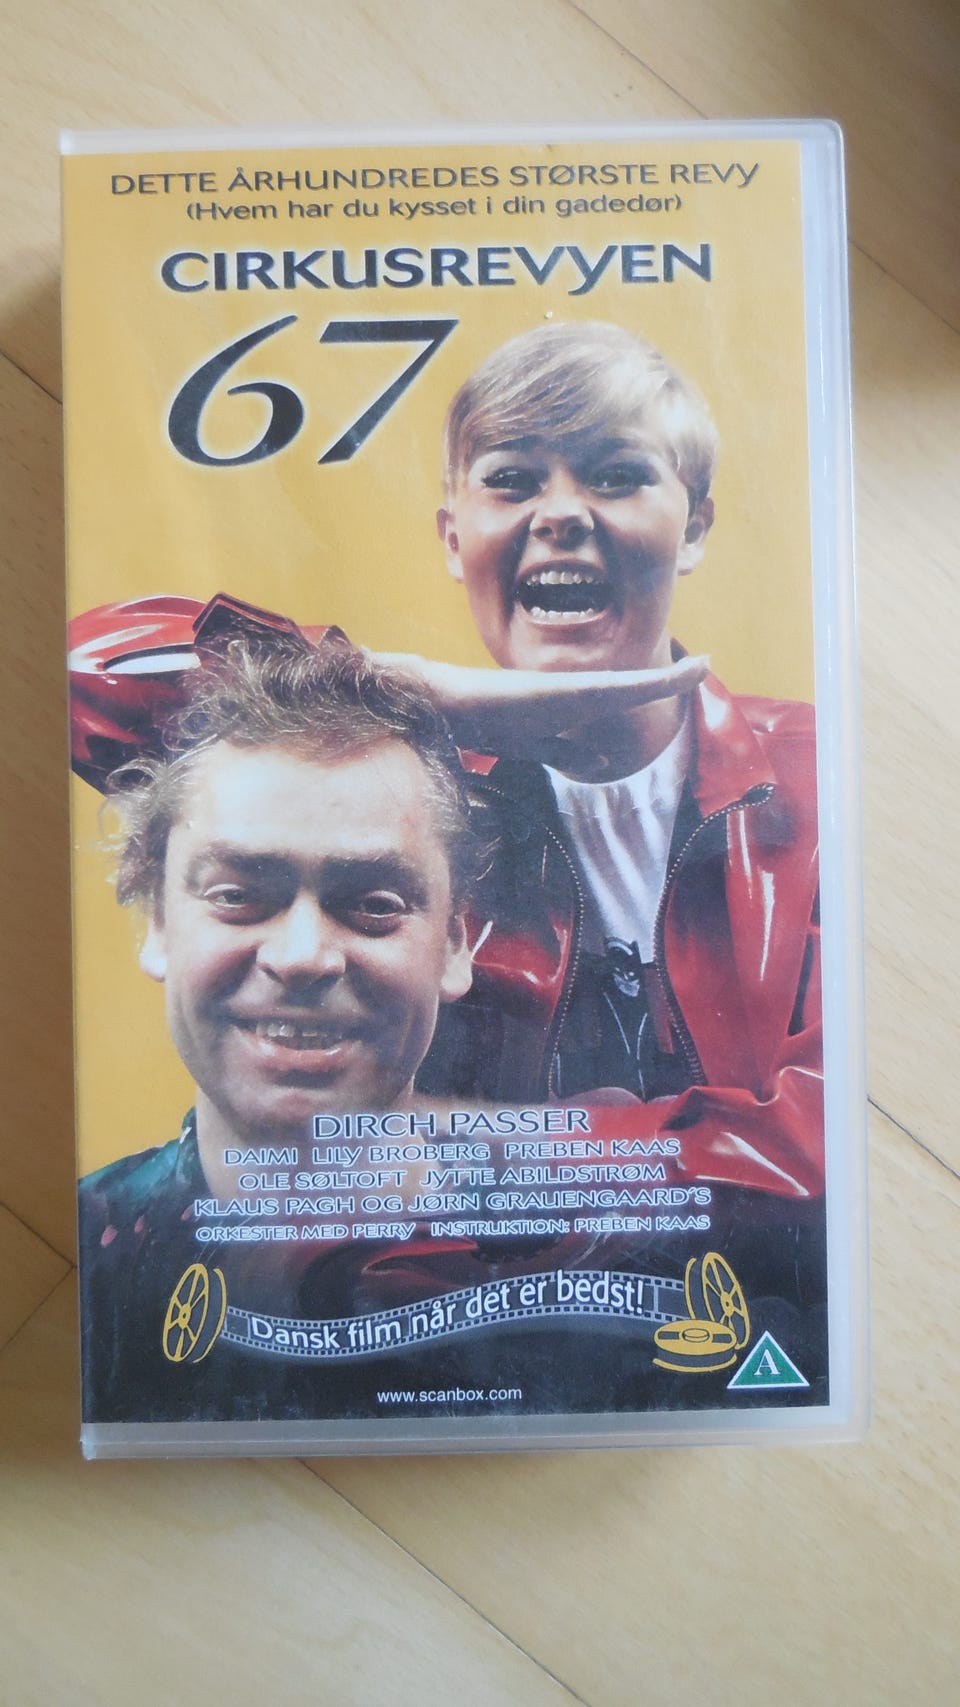 DETTE ÅRHUNDREDES STØRSTE REVY
(Hvem har du kysset i din gadedør)
CIRKUSREVYEN
67
DIRCH PASSER
DAIMI LILY BROBERG PREBEN KAAS
OLE SØLTOFT JYTTE ABILDSTRØM
KLAUS PAGH OG JØRN GRAUENGAARD'S
ORKESTER MED PERRY INSTRUKTION: PREBEN KAAS
Dansk film når det er bedst!
A
www.scanbox.com